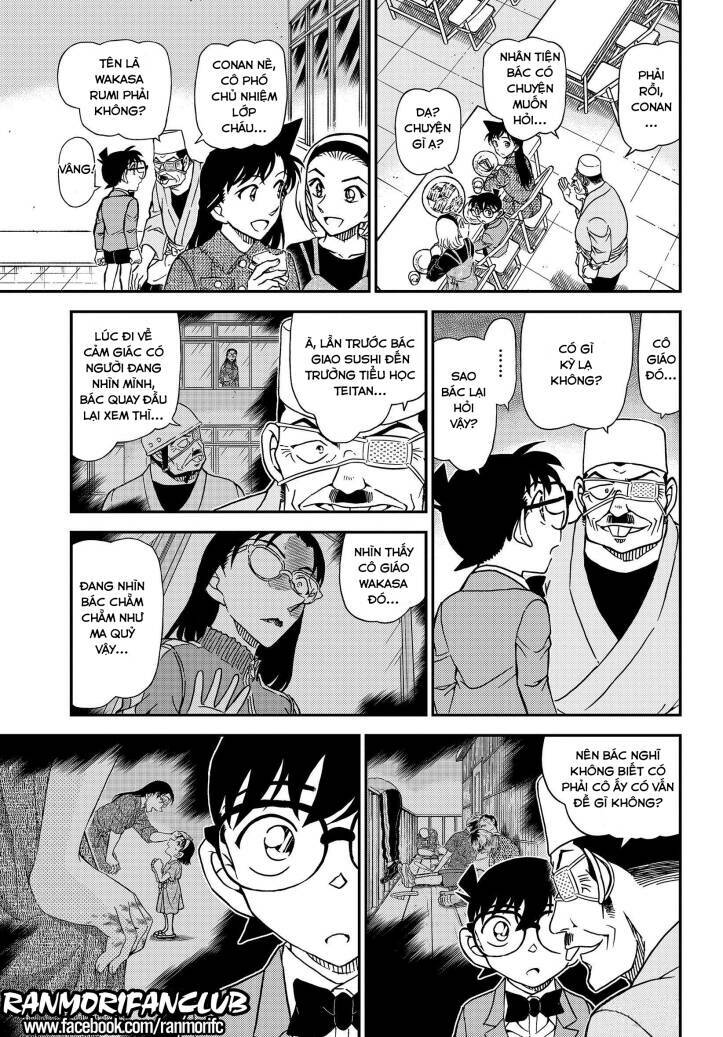 PHẢI
RỒI,
CONAN
...
NHÂN TIỆN
BÁC CÓ
CHUYỆN
MUỐN
HỎI...
DẠ?
CHUYỆN
GÌ Ạ?
CONAN NÈ,
CÔ PHÓ
CHỦ NHIỆM
LỚP
CHÁU...
TÊN LÀ
WAKASA
RUMI PHẢI
KHÔNG?
VÂNG!
CÔ
GIÁO
ĐÓ...
CÓ GÌ
KỲ LẠ
KHÔNG?
......
SAO
BÁC LẠI
HỎI
VẬY?
À, LẦN TRƯỚC BÁC
GIAO SUSHI ĐẾN
TRƯỜNG TIỂU HỌC
TEITAN...
LÚC ĐI VỀ
CẢM GIÁC CÓ
NGƯỜI ĐANG
NHÌN MÌNH,
BÁC QUAY ĐẦU
LẠI XEM THÌ...
NHÌN THẤY
CÔ GIÁO
WAKASA
ĐÓ...
ĐANG NHÌN
BÁC CHẰM
CHẰM NHƯ
MA QUỶ
VẬY...
NÊN BÁC NGHĨ
KHÔNG BIẾT CÓ
PHẢI CÔ ẤY CÓ VẤN
ĐỀ GÌ KHÔNG?
RANMORIFANCLUB
www.facebook.com/ranmorifc